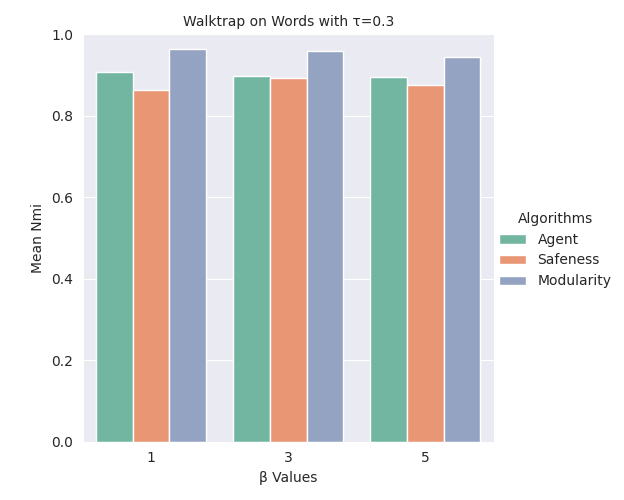 Walktrap on Words with τ=0.3
1.0
0.8
0.6
0.4
0.2
0.0
Mean Nmi
1 3 5
β Values
Algorithms
Agent
Safeness
Modularity